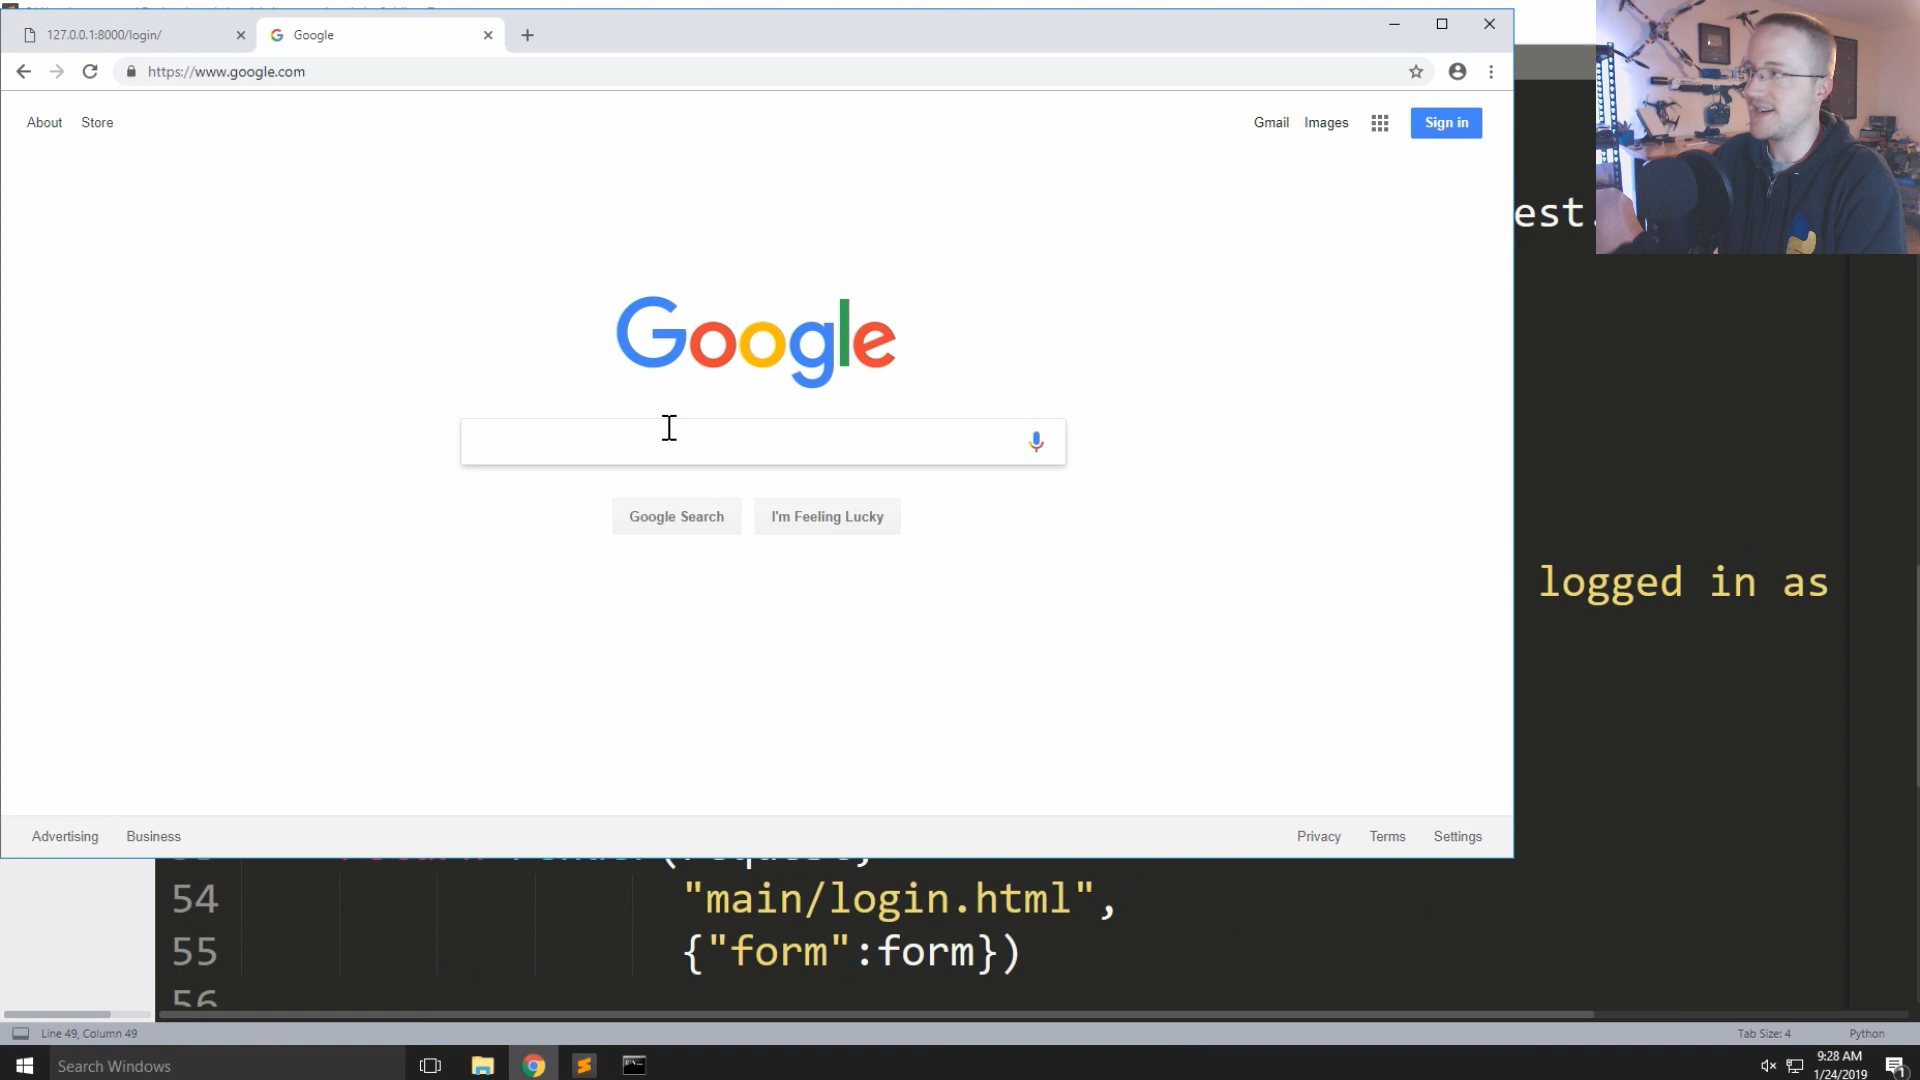 127.0.0.1:8000/login/
Google
https://www.google.com
About Store
Gmail Images Sign in
est.
Google
Google Search I'm Feeling Lucky
logged in as
Advertising Business
Privacy Terms Settings
54 "main/login.html",
55 {"form":form})
56
Line 49, Column 49
Tab Size: 4 Python
Search Windows
9:28 AM
1/24/2019
1